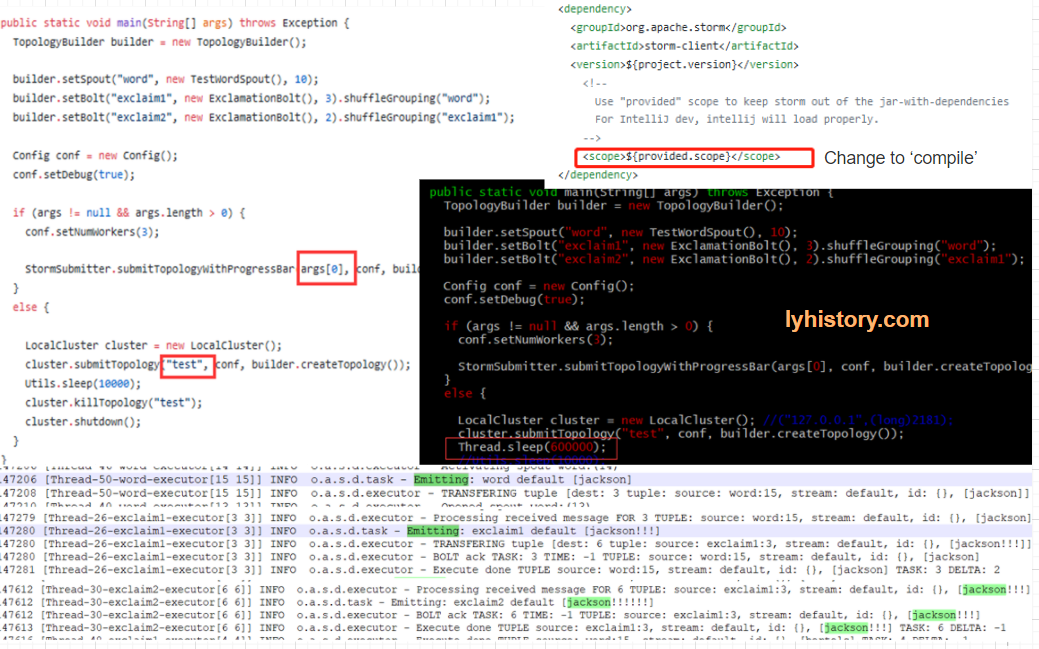 public static void main(String[] args) throws Exception {
TopologyBuilder builder = new TopologyBuilder();
builder.setSpout("word", new TestWordSpout(), 10);
builder.setBolt("exclaim1", new ExclamationBolt(), 3).shuffleGrouping("word");
builder.setBolt("exclaim2", new ExclamationBolt(), 2).shuffleGrouping("exclaim1");
Config conf = new Config();
conf.setDebug(true);
if (args != null && args.length > 0) {
conf.setNumWorkers(3);
StormSubmitter.submitTopologyWithProgressBar(args[0], conf, buil
}
else {
LocalCluster cluster = new LocalCluster();
cluster.submitTopology("test", conf, builder.createTopology());
Utils.sleep(10000);
cluster.killTopology("test");
cluster.shutdown();
}
}
<dependency>
<groupId>org.apache.storm</groupId>
<artifactId>storm-client</artifactId>
<version>${project.version}</version>
<!--
Use "provided" scope to keep storm out of the jar-with-dependencies
For IntelliJ dev, intellij will load properly.
-->
<scope>${provided.scope}</scope> Change to ‘compile’
</dependency>
public static void main(String[] args) throws Exception {
TopologyBuilder builder = new TopologyBuilder();
builder.setSpout("word", new TestWordSpout(), 10);
builder.setBolt("exclaim1", new ExclamationBolt(), 3).shuffleGrouping("word");
builder.setBolt("exclaim2", new ExclamationBolt(), 2).shuffleGrouping("exclaim1");
Config conf = new Config();
conf.setDebug(true);
lyhistory.com
if (args != null && args.length > 0) {
conf.setNumWorkers(3);
StormSubmitter.submitTopologyWithProgressBar(args[0], conf, builder.createTopolog
}
else {
LocalCluster cluster = new LocalCluster(); //("127.0.0.1",(long)2181);
cluster.submitTopology("test", conf, builder.createTopology());
Thread.sleep(600000);
147206 [Thread-50-word-executor[15 15]] INFO o.a.s.d.task - Emitting: word default [jackson]
147208 [Thread-50-word-executor[15 15]] INFO o.a.s.d.executor - TRANSFERING tuple [dest: 3 tuple: source: word:15, stream: default, id: {}, [jackson]]
147279 [Thread-26-exclaim1-executor[3 3]] INFO o.a.s.d.executor - Processing received message FOR 3 TUPLE: source: word:15, stream: default, id: {}, [jackson]
147280 [Thread-26-exclaim1-executor[3 3]] INFO o.a.s.d.task - Emitting: exclaim1 default [jackson!!!]
147280 [Thread-26-exclaim1-executor[3 3]] INFO o.a.s.d.executor - TRANSFERING tuple [dest: 6 tuple: source: exclaim1:3, stream: default, id: {}, [jackson!!!]]
147280 [Thread-26-exclaim1-executor[3 3]] INFO o.a.s.d.executor - BOLT ack TASK: 3 TIME: -1 TUPLE: source: word:15, stream: default, id: {}, [jackson]
147281 [Thread-26-exclaim1-executor[3 3]] INFO o.a.s.d.executor - Execute done TUPLE source: word:15, stream: default, id: {}, [jackson] TASK: 3 DELTA: 2
147612 [Thread-30-exclaim2-executor[6 6]] INFO o.a.s.d.executor - Processing received message FOR 6 TUPLE: source: exclaim1:3, stream: default, id: {}, [jackson!!!]
147612 [Thread-30-exclaim2-executor[6 6]] INFO o.a.s.d.task - Emitting: exclaim2 default [jackson!!!!!!]
147612 [Thread-30-exclaim2-executor[6 6]] INFO o.a.s.d.executor - BOLT ack TASK: 6 TIME: -1 TUPLE: source: exclaim1:3, stream: default, id: {}, [jackson!!!]
147613 [Thread-30-exclaim2-executor[6 6]] INFO o.a.s.d.executor - Execute done TUPLE source: exclaim1:3, stream: default, id: {}, [jackson!!!] TASK: 6 DELTA: -1